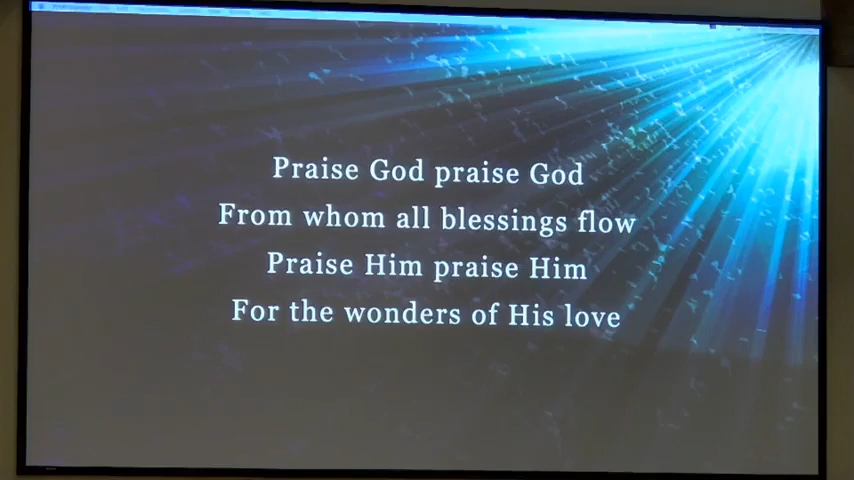 Praise God praise God
From whom all blessings flow
Praise Him praise Him
For the wonders of His love